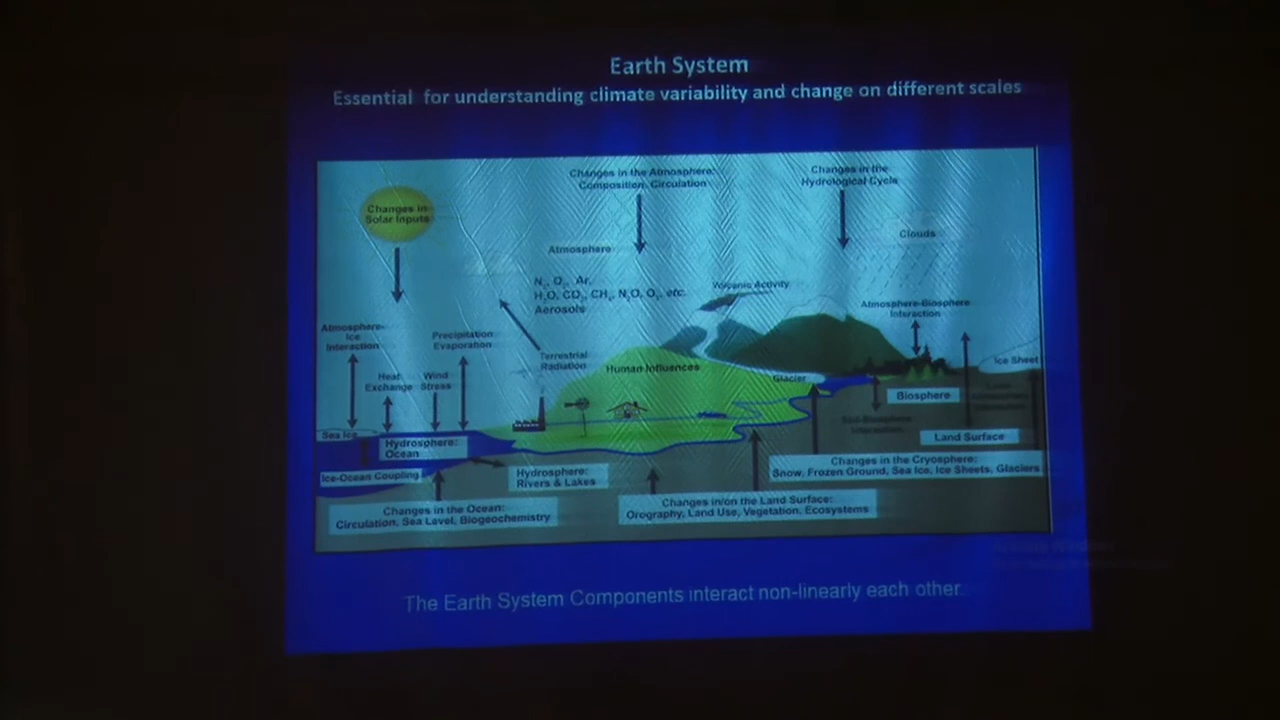 Earth System
Essential for understanding climate variability and change on different scales
Changes in the Atmosphere:
Composition, Circulation
Changes in the
Hydrological Cycle
Changes in
Solar Inputs
Clouds
Atmosphere
N₂, O₂, Ar,
H₂O, CO₂, CH₄, N₂O, O₃, etc.
Aerosols
Volcanic Activity
Atmosphere-Biosphere
Interaction
Atmosphere-
Ice
Interaction
Precipitation
Evaporation
Terrestrial
Radiation
Heat
Exchange
Wind
Stress
Human Influences
Ice Sheet
Glacier
Biosphere
Sea Ice
Hydrosphere:
Ocean
Land Surface
Ice-Ocean Coupling
Hydrosphere:
Rivers & Lakes
Changes in the Cryosphere:
Snow, Frozen Ground, Sea Ice, Ice Sheets, Glaciers
Changes in the Ocean:
Circulation, Sea Level, Biogeochemistry
Changes in/on the Land Surface:
Orography, Land Use, Vegetation, Ecosystems
The Earth System Components interact non-linearly each other.